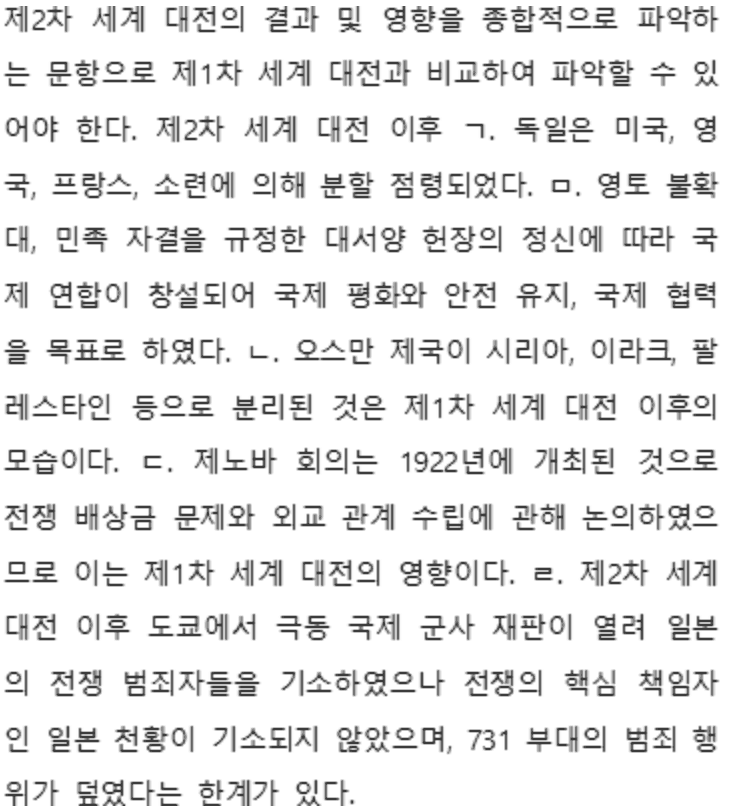 제2차 세계 대전의 결과 및 영향을 종합적으로 파악하
는 문항으로 제1차 세계 대전과 비교하여 파악할 수 있
어야 한다. 제2차 세계 대전 이후 ㄱ. 독일은 미국, 영
국, 프랑스, 소련에 의해 분할 점령되었다. ㅁ. 영토 불확
대, 민족 자결을 규정한 대서양 헌장의 정신에 따라 국
제 연합이 창설되어 국제 평화와 안전 유지, 국제 협력
을 목표로 하였다. ㄴ. 오스만 제국이 시리아, 이라크, 팔
레스타인 등으로 분리된 것은 제1차 세계 대전 이후의
모습이다. ㄷ. 제노바 회의는 1922년에 개최된 것으로
전쟁 배상금 문제와 외교 관계 수립에 관해 논의하였으
므로 이는 제1차 세계 대전의 영향이다. ㄹ. 제2차 세계
대전 이후 도쿄에서 극동 국제 군사 재판이 열려 일본
의 전쟁 범죄자들을 기소하였으나 전쟁의 핵심 책임자
인 일본 천황이 기소되지 않았으며, 731 부대의 범죄 행
위가 덮였다는 한계가 있다.